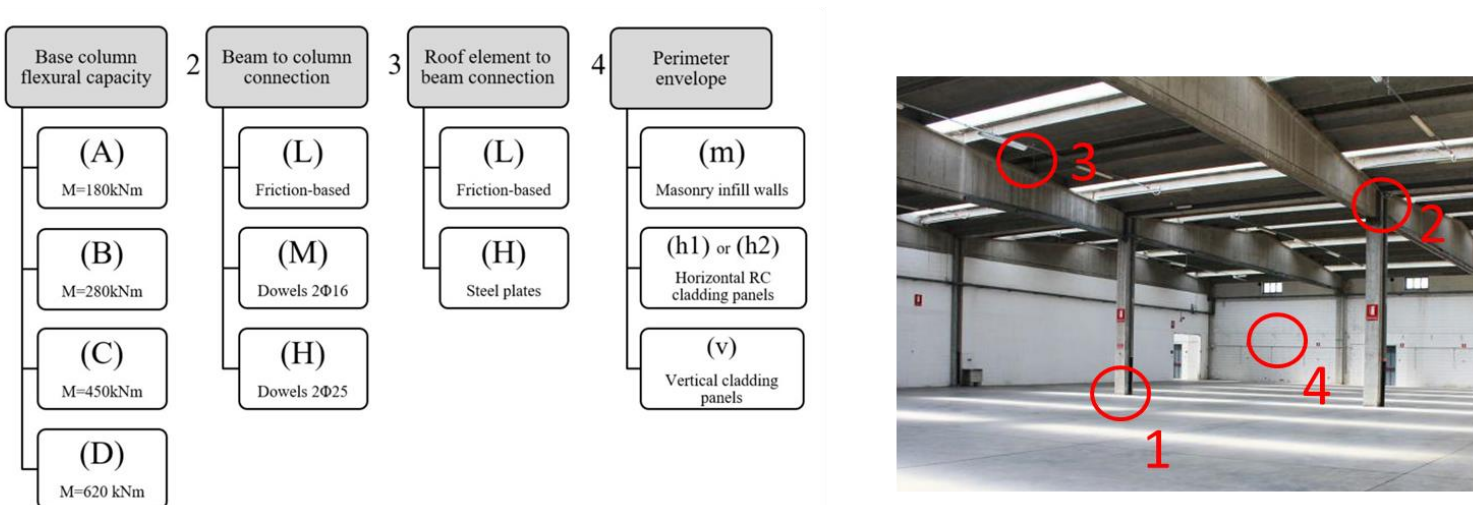 Base column
flexural capacity
(A)
M=180kNm
(B)
M=280kNm
(C)
M=450kNm
(D)
M=620 kNm
2
Beam to column
connection
(L)
Friction-based
(M)
Dowels 2Φ16
(H)
Dowels 2Φ25
3
Roof element to
beam connection
(L)
Friction-based
(H)
Steel plates
4
Perimeter
envelope
(m)
Masonry infill walls
(h1) or (h2)
Horizontal RC
cladding panels
(v)
Vertical cladding
panels
3
2
4
1